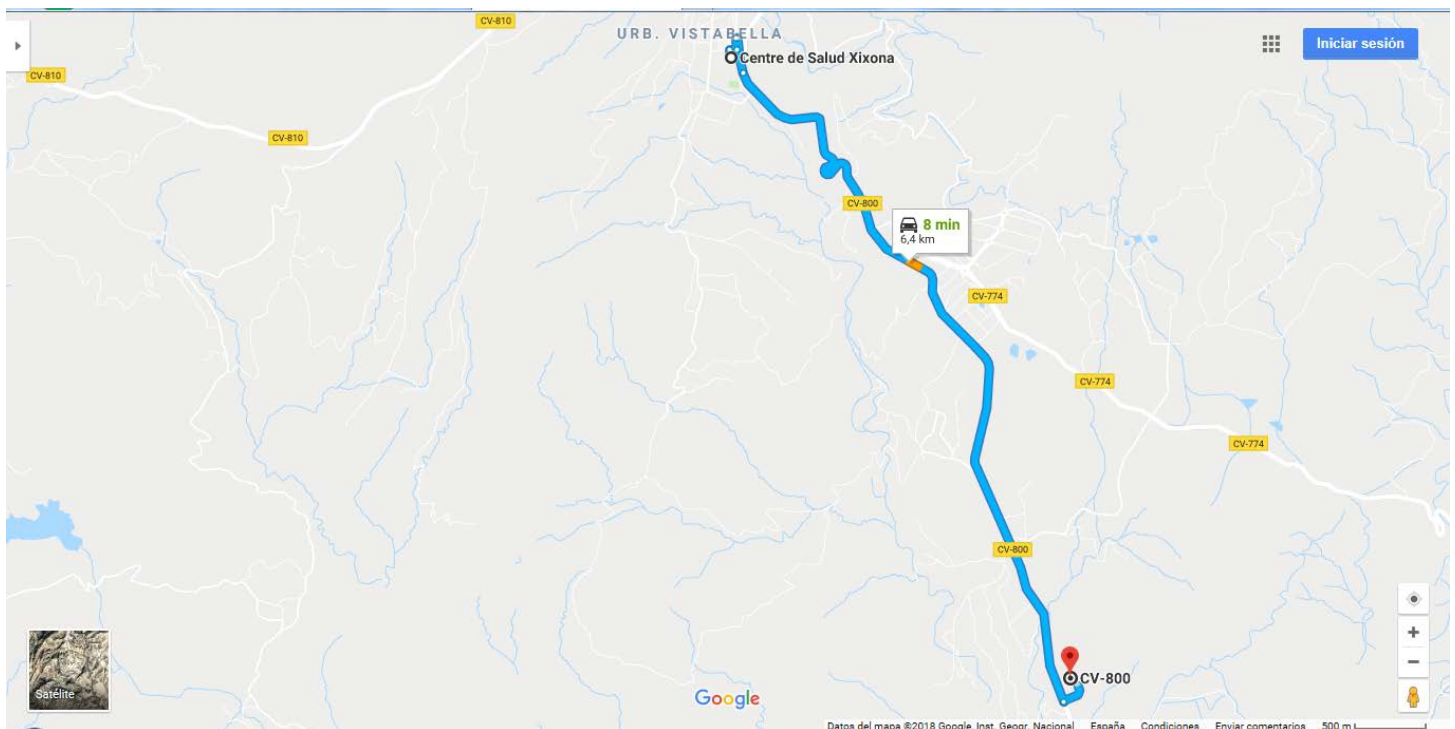 CV-810
URB. VISTABELLA
Iniciar sesión
Centre de Salud Xixona
CV-810
CV-810
CV-800
8 min
6,4 km
CV-774
CV-774
CV-774
CV-800
CV-800
Satélite
Google
Datos del mapa ©2018 Google, Inst. Geogr. Nacional España Condiciones Enviar comentarios 500 m